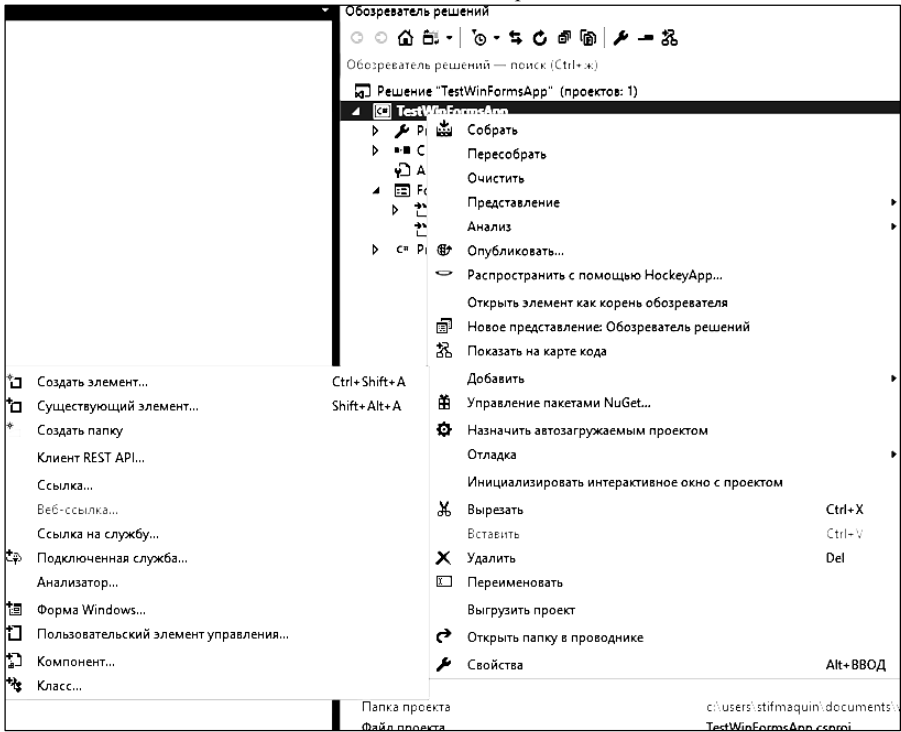 Обозреватель решений
Обозреватель решений — поиск (Ctrl+ж)
Решение "TestWinFormsApp" (проектов: 1)
TestWinFormsApp
Собрать
Пересобрать
Очистить
Представление
Анализ
Опубликовать...
Распространить с помощью HockeyApp...
Открыть элемент как корень обозревателя
Новое представление: Обозреватель решений
Показать на карте кода
Добавить
Управление пакетами NuGet...
Назначить автозагружаемым проектом
Отладка
Инициализировать интерактивное окно с проектом
Вырезать Ctrl+X
Вставить Ctrl+V
Удалить Del
Переименовать
Выгрузить проект
Открыть папку в проводнике
Свойства Alt+ВВОД
Создать элемент... Ctrl+Shift+A
Существующий элемент... Shift+Alt+A
Создать папку
Клиент REST API...
Ссылка...
Веб-ссылка...
Ссылка на службу...
Подключенная служба...
Анализатор...
Форма Windows...
Пользовательский элемент управления...
Компонент...
Класс...
Папка проекта c:\users\stifmaquin\documents\
Файл проекта TestWinFormsApp.csproj